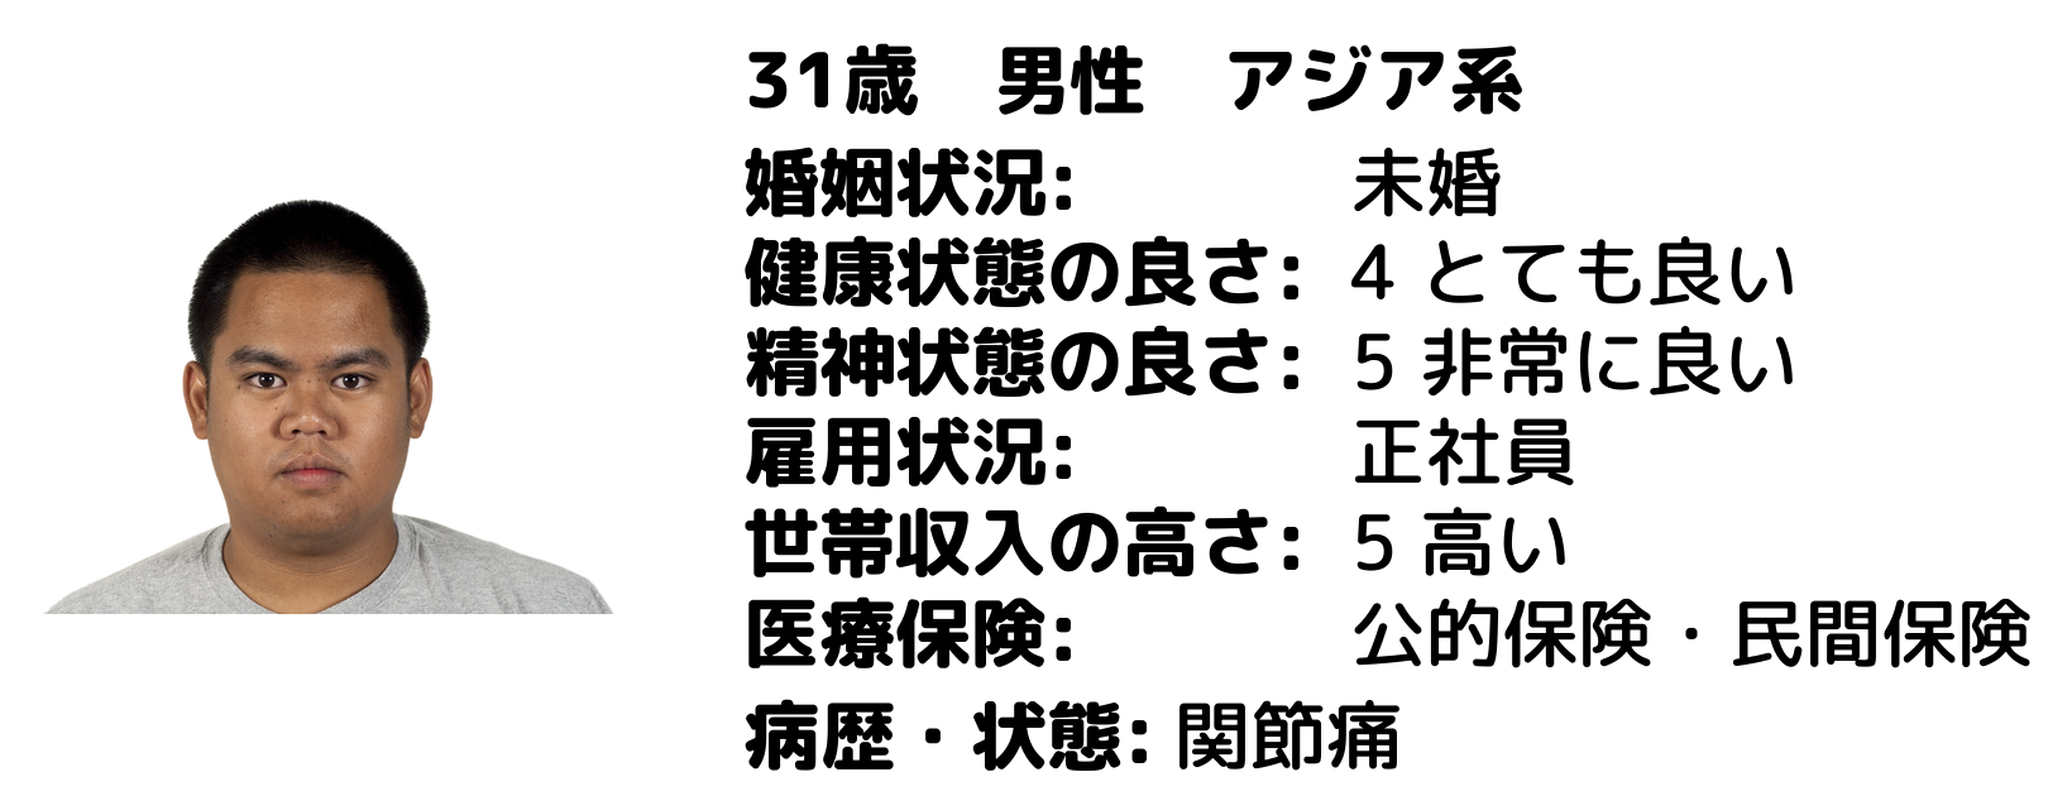 31歳　男性　アジア系
婚姻状況: 未婚
健康状態の良さ: 4 とても良い
精神状態の良さ: 5 非常に良い
雇用状況: 正社員
世帯収入の高さ: 5 高い
医療保険: 公的保険・民間保険
病歴・状態: 関節痛